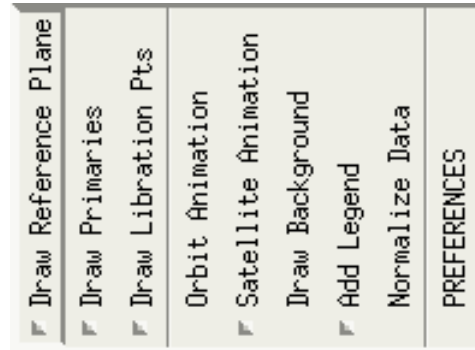 Draw Reference Plane
Draw Primaries
Draw Libration Pts
Orbit Animation
Satellite Animation
Draw Background
Add Legend
Normalize Data
PREFERENCES